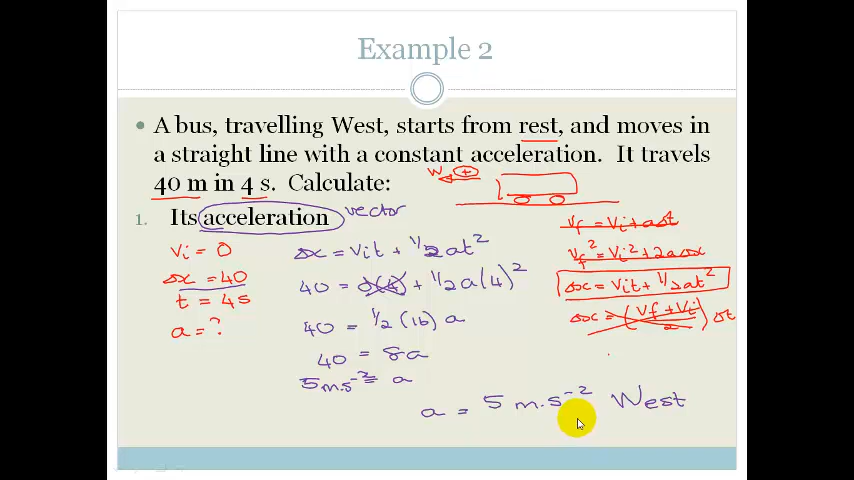 Example 2
A bus, travelling West, starts from rest, and moves in
a straight line with a constant acceleration. It travels
40 m in 4 s. Calculate:
W (+)
1. Its acceleration vector
vi = 0
Δx = 40
t = 4s
a = ?
Δx = vit + 1/2at²
40 = 0(4) + 1/2a(4)²
40 = 1/2(16)a
40 = 8a
5m.s⁻² = a
vf = vi + aΔt
vf² = vi² + 2aΔx
Δx = vit + 1/2at²
Δx = (vf + vi / 2) Δt
a = 5 m.s⁻² West